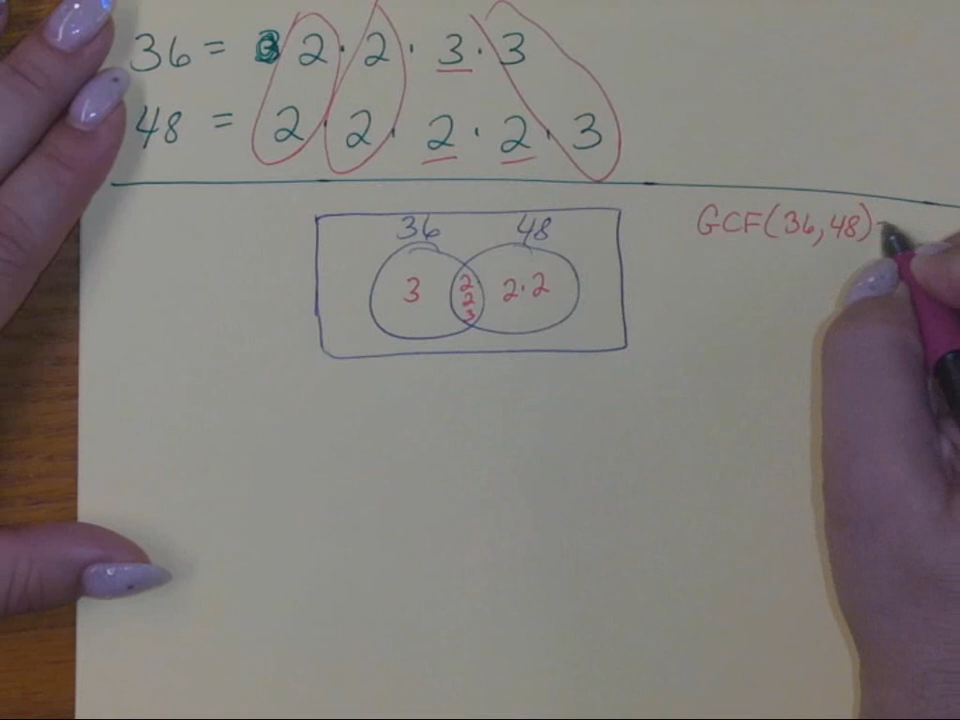 36 = 2 · 2 · 3 · 3
48 = 2 · 2 · 2 · 2 · 3
36 48
3 2 2 3 2·2
GCF(36,48)=